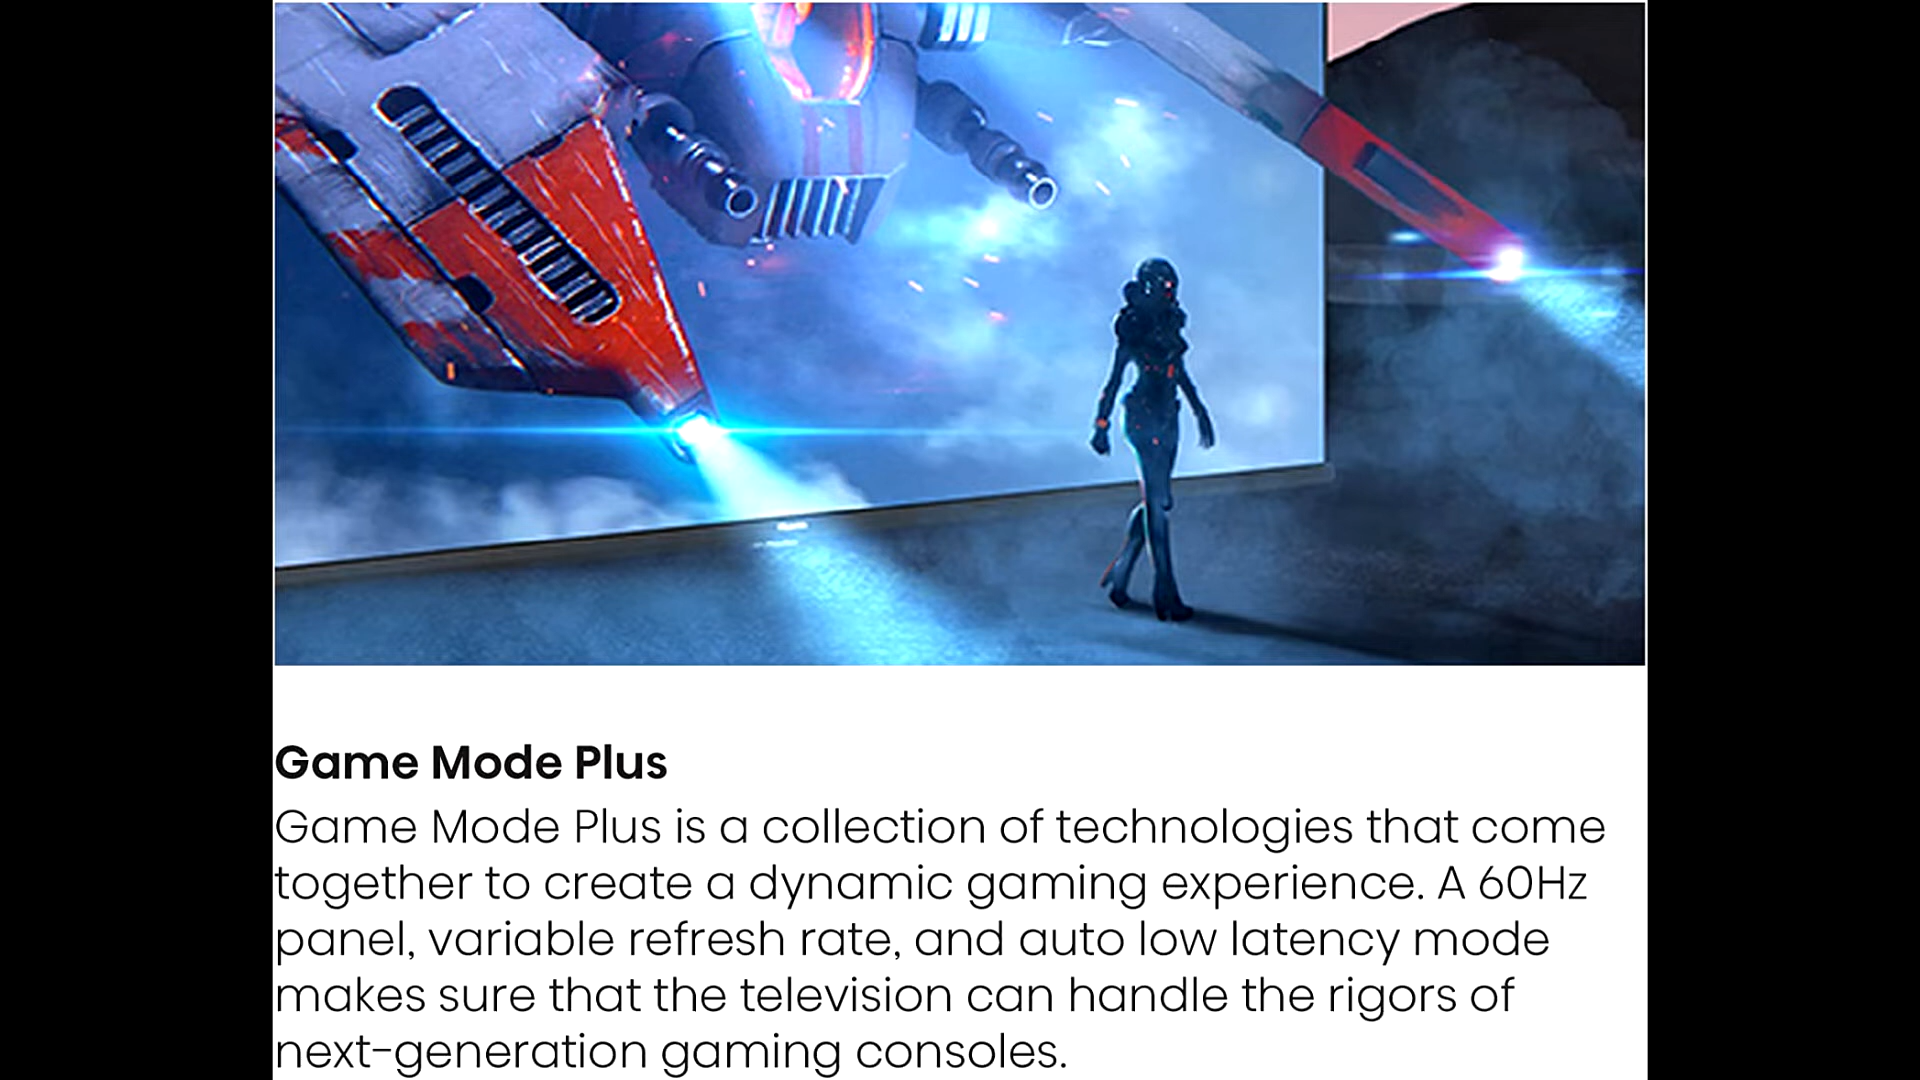 Game Mode Plus
Game Mode Plus is a collection of technologies that come
together to create a dynamic gaming experience. A 60Hz
panel, variable refresh rate, and auto low latency mode
makes sure that the television can handle the rigors of
next-generation gaming consoles.